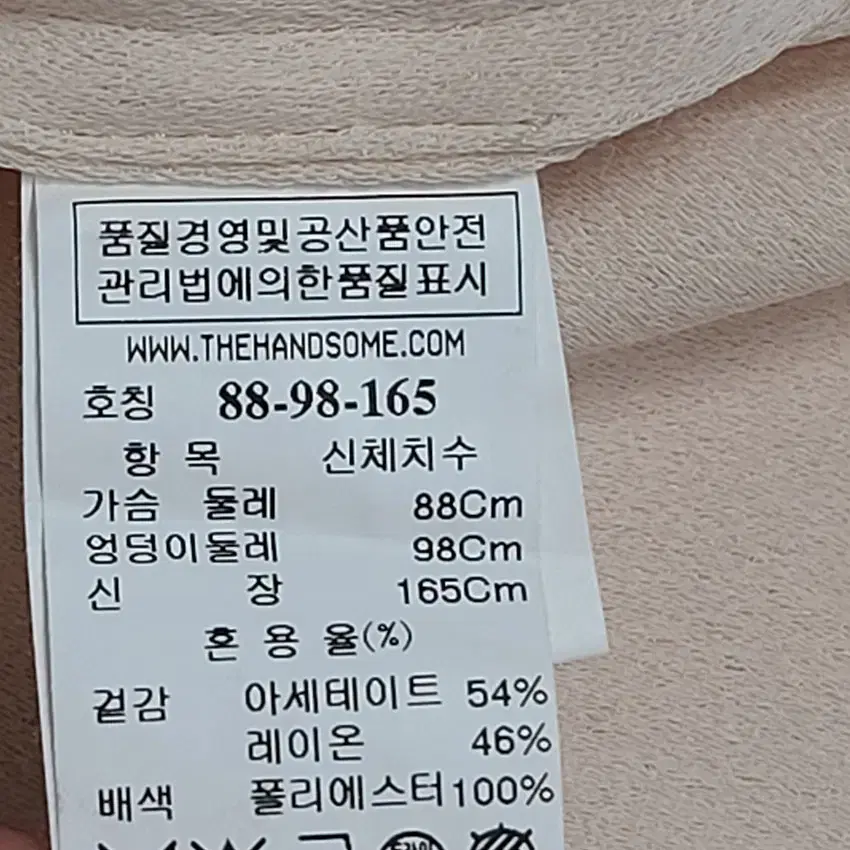 품질경영및공산품안전
관리법에의한품질표시
WWW.THEHANDSOME.COM
호칭 88-98-165
항 목 신체치수
가슴 둘레 88Cm
엉덩이둘레 98Cm
신 장 165Cm
혼 용 율(%)
겉감 아세테이트 54%
레이온 46%
배색 폴리에스터100%